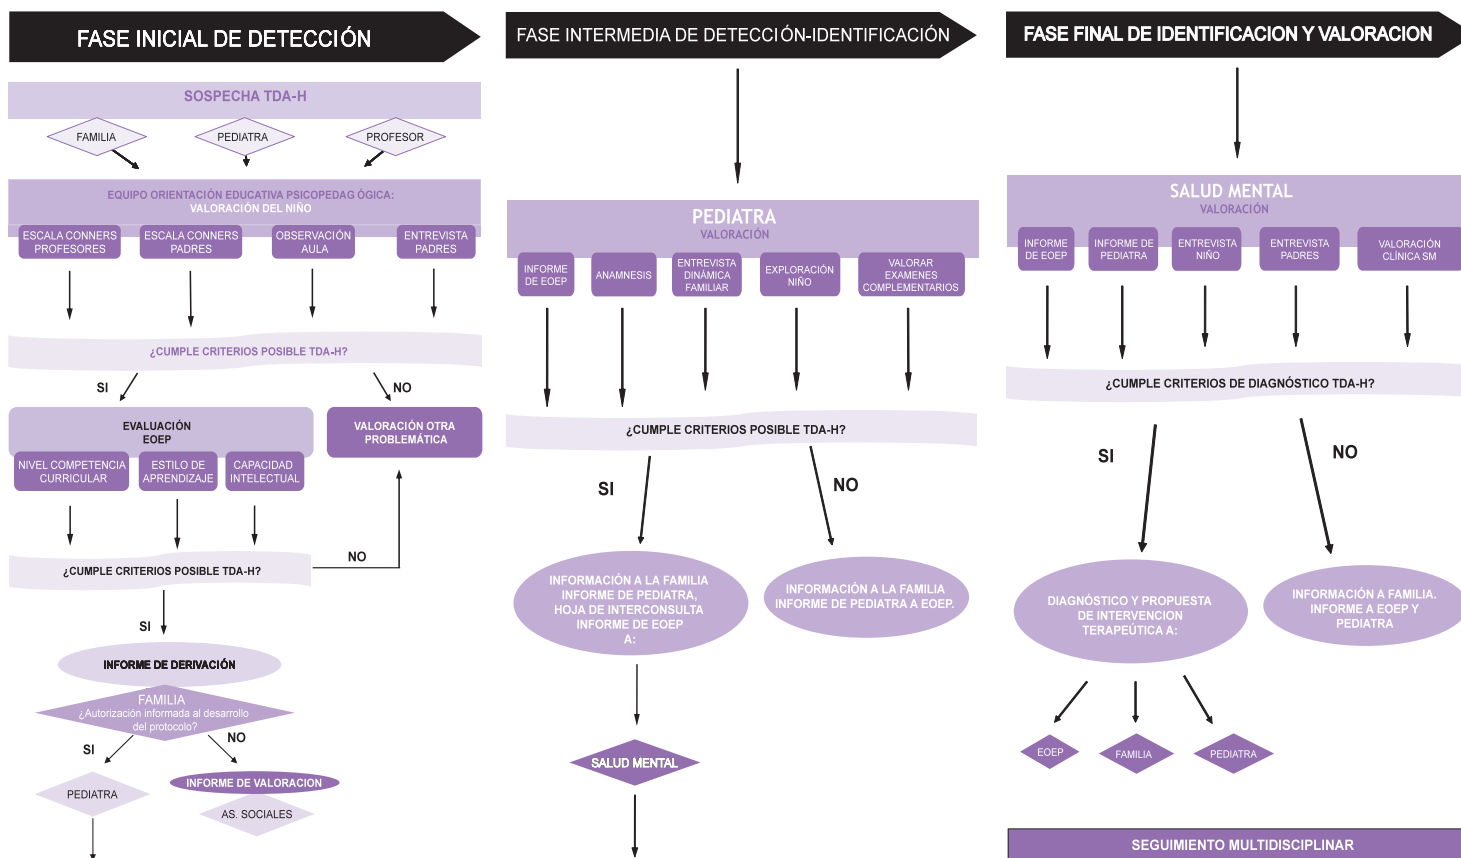 FASE INICIAL DE DETECCIÓN
SOSPECHA TDA-H
FAMILIA
PEDIATRA
PROFESOR
EQUIPO ORIENTACIÓN EDUCATIVA PSICOPEDAG ÓGICA:
VALORACIÓN DEL NIÑO
ESCALA CONNERS
PROFESORES
ESCALA CONNERS
PADRES
OBSERVACIÓN
AULA
ENTREVISTA
PADRES
¿CUMPLE CRITERIOS POSIBLE TDA-H?
SI
NO
EVALUACIÓN
EOEP
VALORACIÓN OTRA
PROBLEMÁTICA
NIVEL COMPETENCIA
CURRICULAR
ESTILO DE
APRENDIZAJE
CAPACIDAD
INTELECTUAL
¿CUMPLE CRITERIOS POSIBLE TDA-H?
NO
SI
INFORME DE DERIVACIÓN
FAMILIA
¿Autorización informada al desarrollo
del protocolo?
SI
NO
PEDIATRA
INFORME DE VALORACION
AS. SOCIALES
FASE INTERMEDIA DE DETECCIÓN-IDENTIFICACIÓN
PEDIATRA
VALORACIÓN
INFORME
DE EOEP
ANAMNESIS
ENTREVISTA
DINÁMICA
FAMILIAR
EXPLORACIÓN
NIÑO
VALORAR
EXAMENES
COMPLEMENTARIOS
¿CUMPLE CRITERIOS POSIBLE TDA-H?
SI
NO
INFORMACIÓN A LA FAMILIA
INFORME DE PEDIATRA,
HOJA DE INTERCONSULTA
INFORME DE EOEP
A:
INFORMACIÓN A LA FAMILIA
INFORME DE PEDIATRA A EOEP.
SALUD MENTAL
FASE FINAL DE IDENTIFICACION Y VALORACION
SALUD MENTAL
VALORACIÓN
INFORME
DE EOEP
INFORME DE
PEDIATRA
ENTREVISTA
NIÑO
ENTREVISTA
PADRES
VALORACIÓN
CLÍNICA SM
¿CUMPLE CRITERIOS DE DIAGNÓSTICO TDA-H?
SI
NO
DIAGNÓSTICO Y PROPUESTA
DE INTERVENCION
TERAPEÚTICA A:
INFORMACIÓN A FAMILIA.
INFORME A EOEP Y
PEDIATRA
EOEP
FAMILIA
PEDIATRA
SEGUIMIENTO MULTIDISCIPLINAR